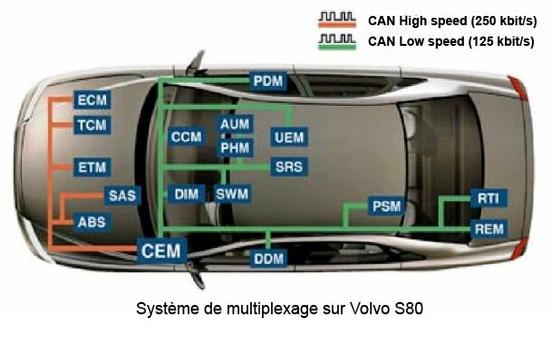 CAN High speed (250 kbit/s)
CAN Low speed (125 kbit/s)
PDM
ECM
TCM
CCM
AUM
PHM
UEM
ETM
SRS
SAS
DIM
SWM
ABS
PSM
RTI
REM
CEM
DDM
Système de multiplexage sur Volvo S80